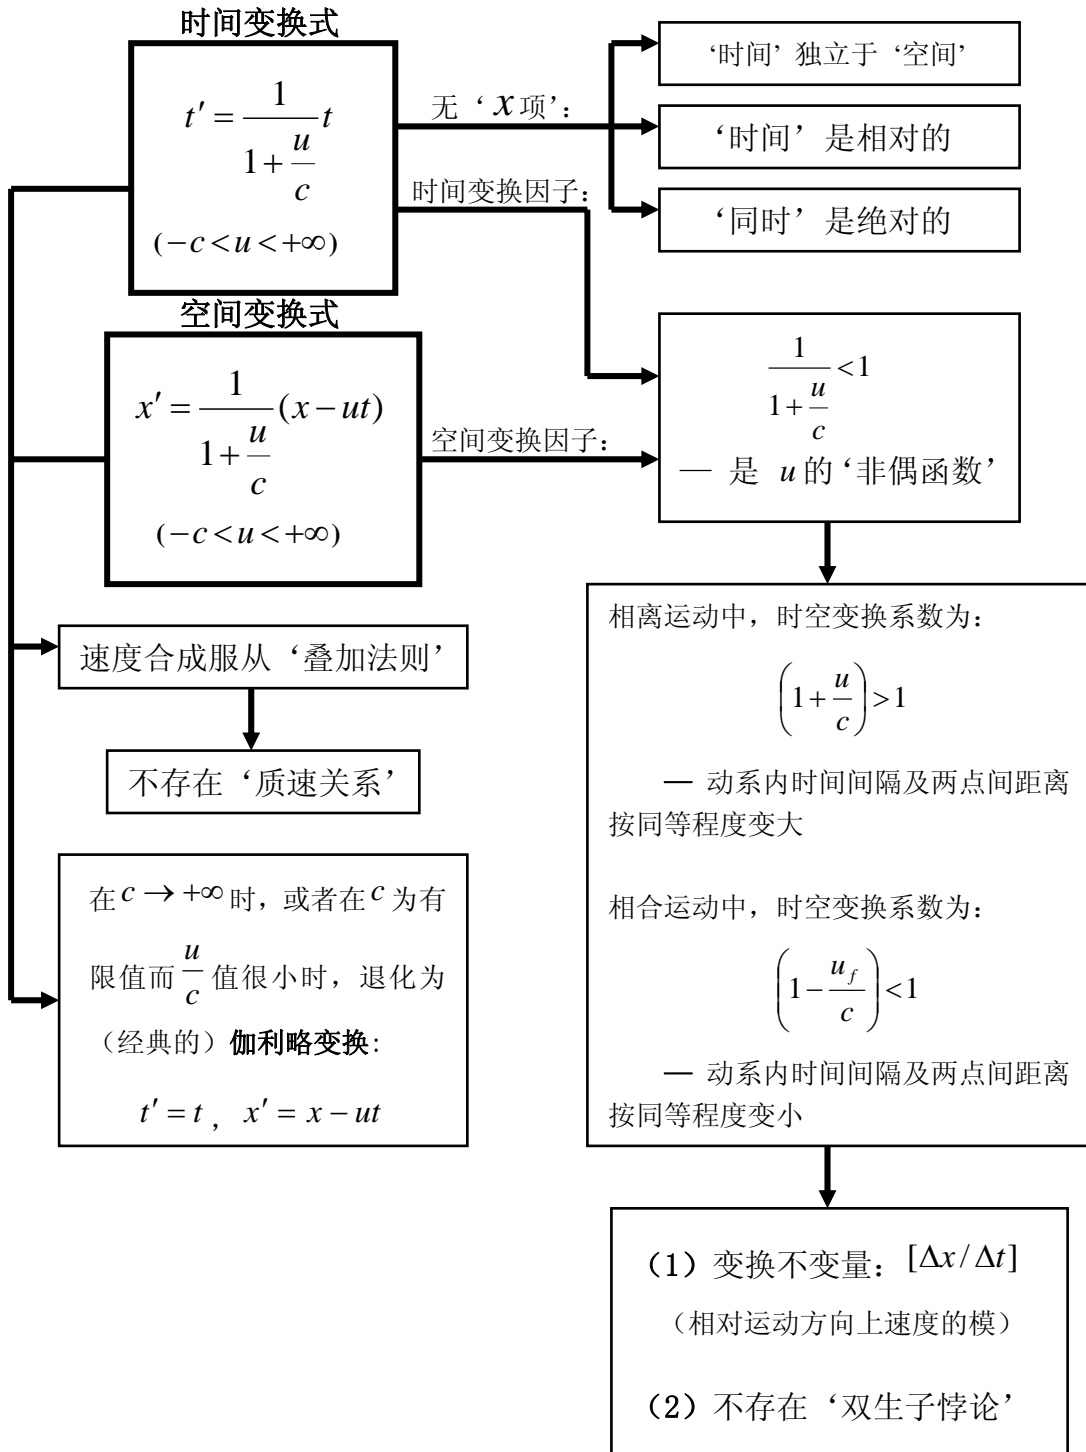 时间变换式
t′ = \frac{1}{1 + \frac{u}{c}} t
(−c < u < +∞)
无‘x项’：
时间变换因子：
‘时间’独立于‘空间’
‘时间’是相对的
‘同时’是绝对的
空间变换式
x′ = \frac{1}{1 + \frac{u}{c}} (x − ut)
(−c < u < +∞)
空间变换因子：
\frac{1}{1 + \frac{u}{c}} < 1
— 是 u 的‘非偶函数’
速度合成服从‘叠加法则’
不存在‘质速关系’
在 c → +∞ 时，或者在 c 为有
限值而 \frac{u}{c} 值很小时，退化为
（经典的）伽利略变换:
t′ = t ，x′ = x − ut
相离运动中，时空变换系数为：
(1 + \frac{u}{c}) > 1
— 动系内时间间隔及两点间距离
按同等程度变大
相合运动中，时空变换系数为：
(1 − \frac{u_f}{c}) < 1
— 动系内时间间隔及两点间距离
按同等程度变小
（1）变换不变量：[Δx/Δt]
（相对运动方向上速度的模）
（2）不存在‘双生子悖论’